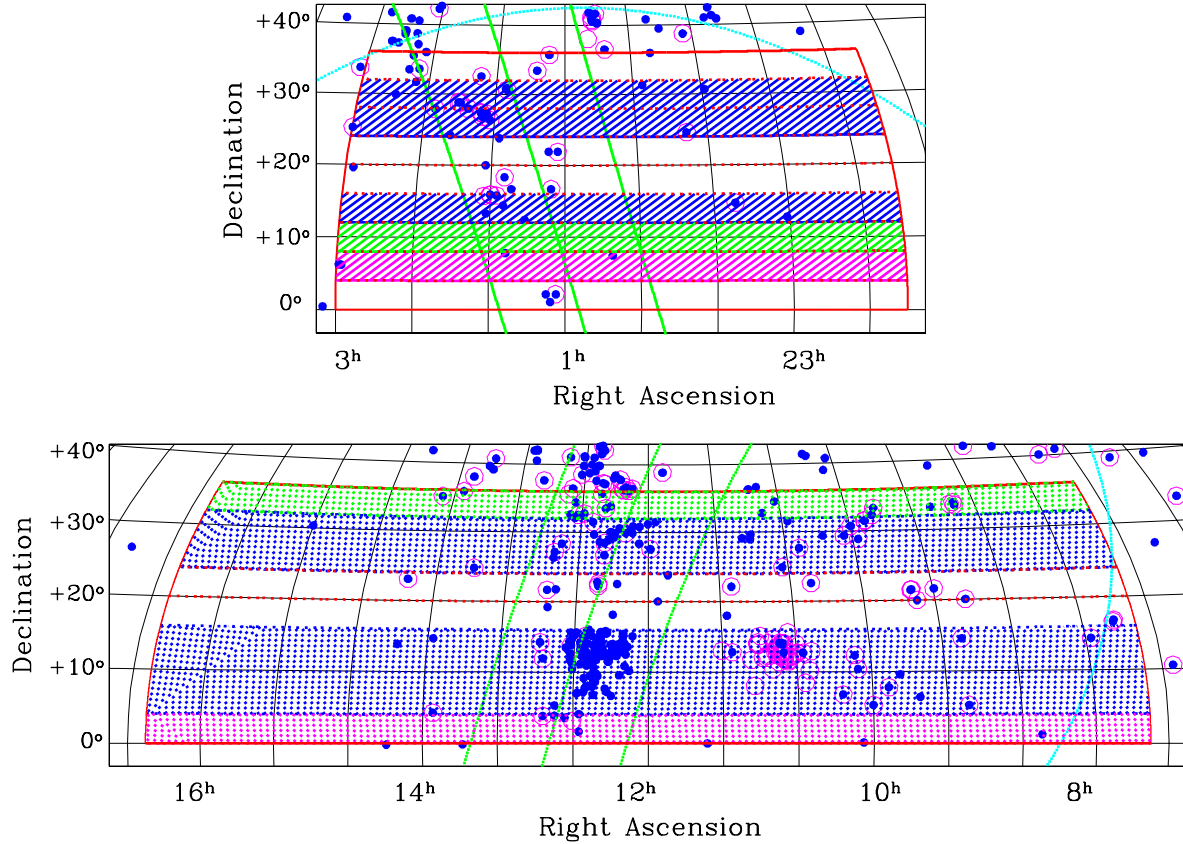 +40°
+30°
+20°
+10°
0°
Declination
3ʰ 1ʰ 23ʰ
Right Ascension
+40°
+30°
+20°
+10°
0°
Declination
16ʰ 14ʰ 12ʰ 10ʰ 8ʰ
Right Ascension